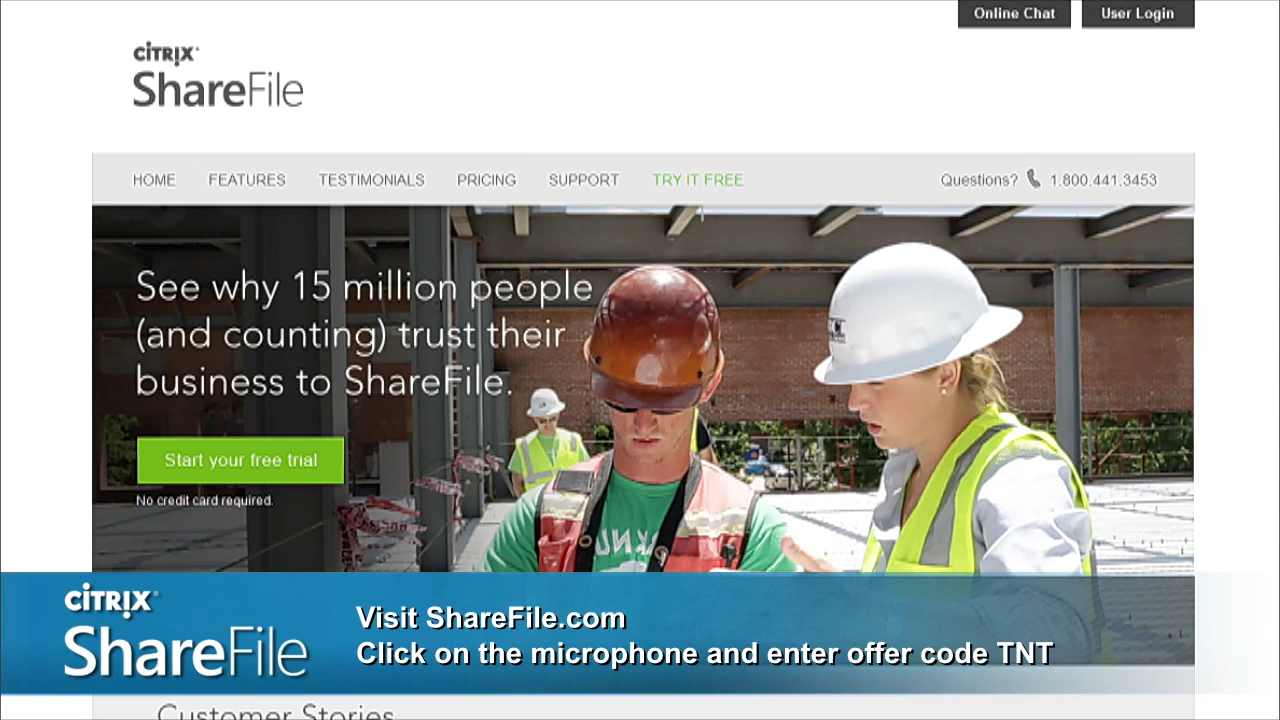 Online Chat
User Login
CITRIX
ShareFile
HOME
FEATURES
TESTIMONIALS
PRICING
SUPPORT
TRY IT FREE
Questions?
1.800.441.3453
See why 15 million people
(and counting) trust their
business to ShareFile.
Start your free trial
No credit card required.
CITRIX
ShareFile
Visit ShareFile.com
Click on the microphone and enter offer code TNT
Customer Stories